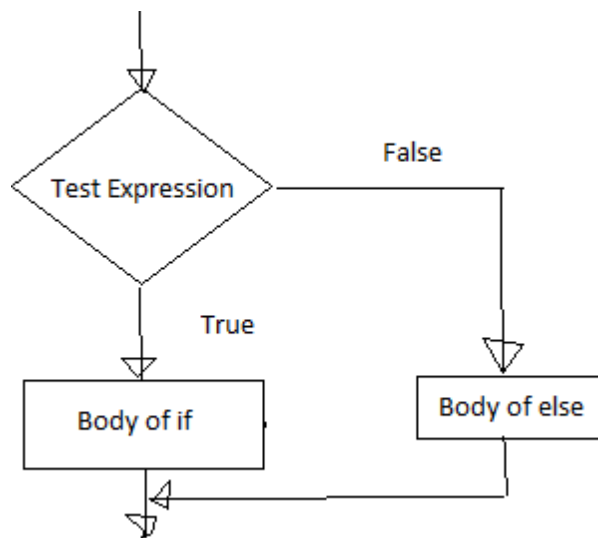 False
Test Expression
True
Body of if
Body of else